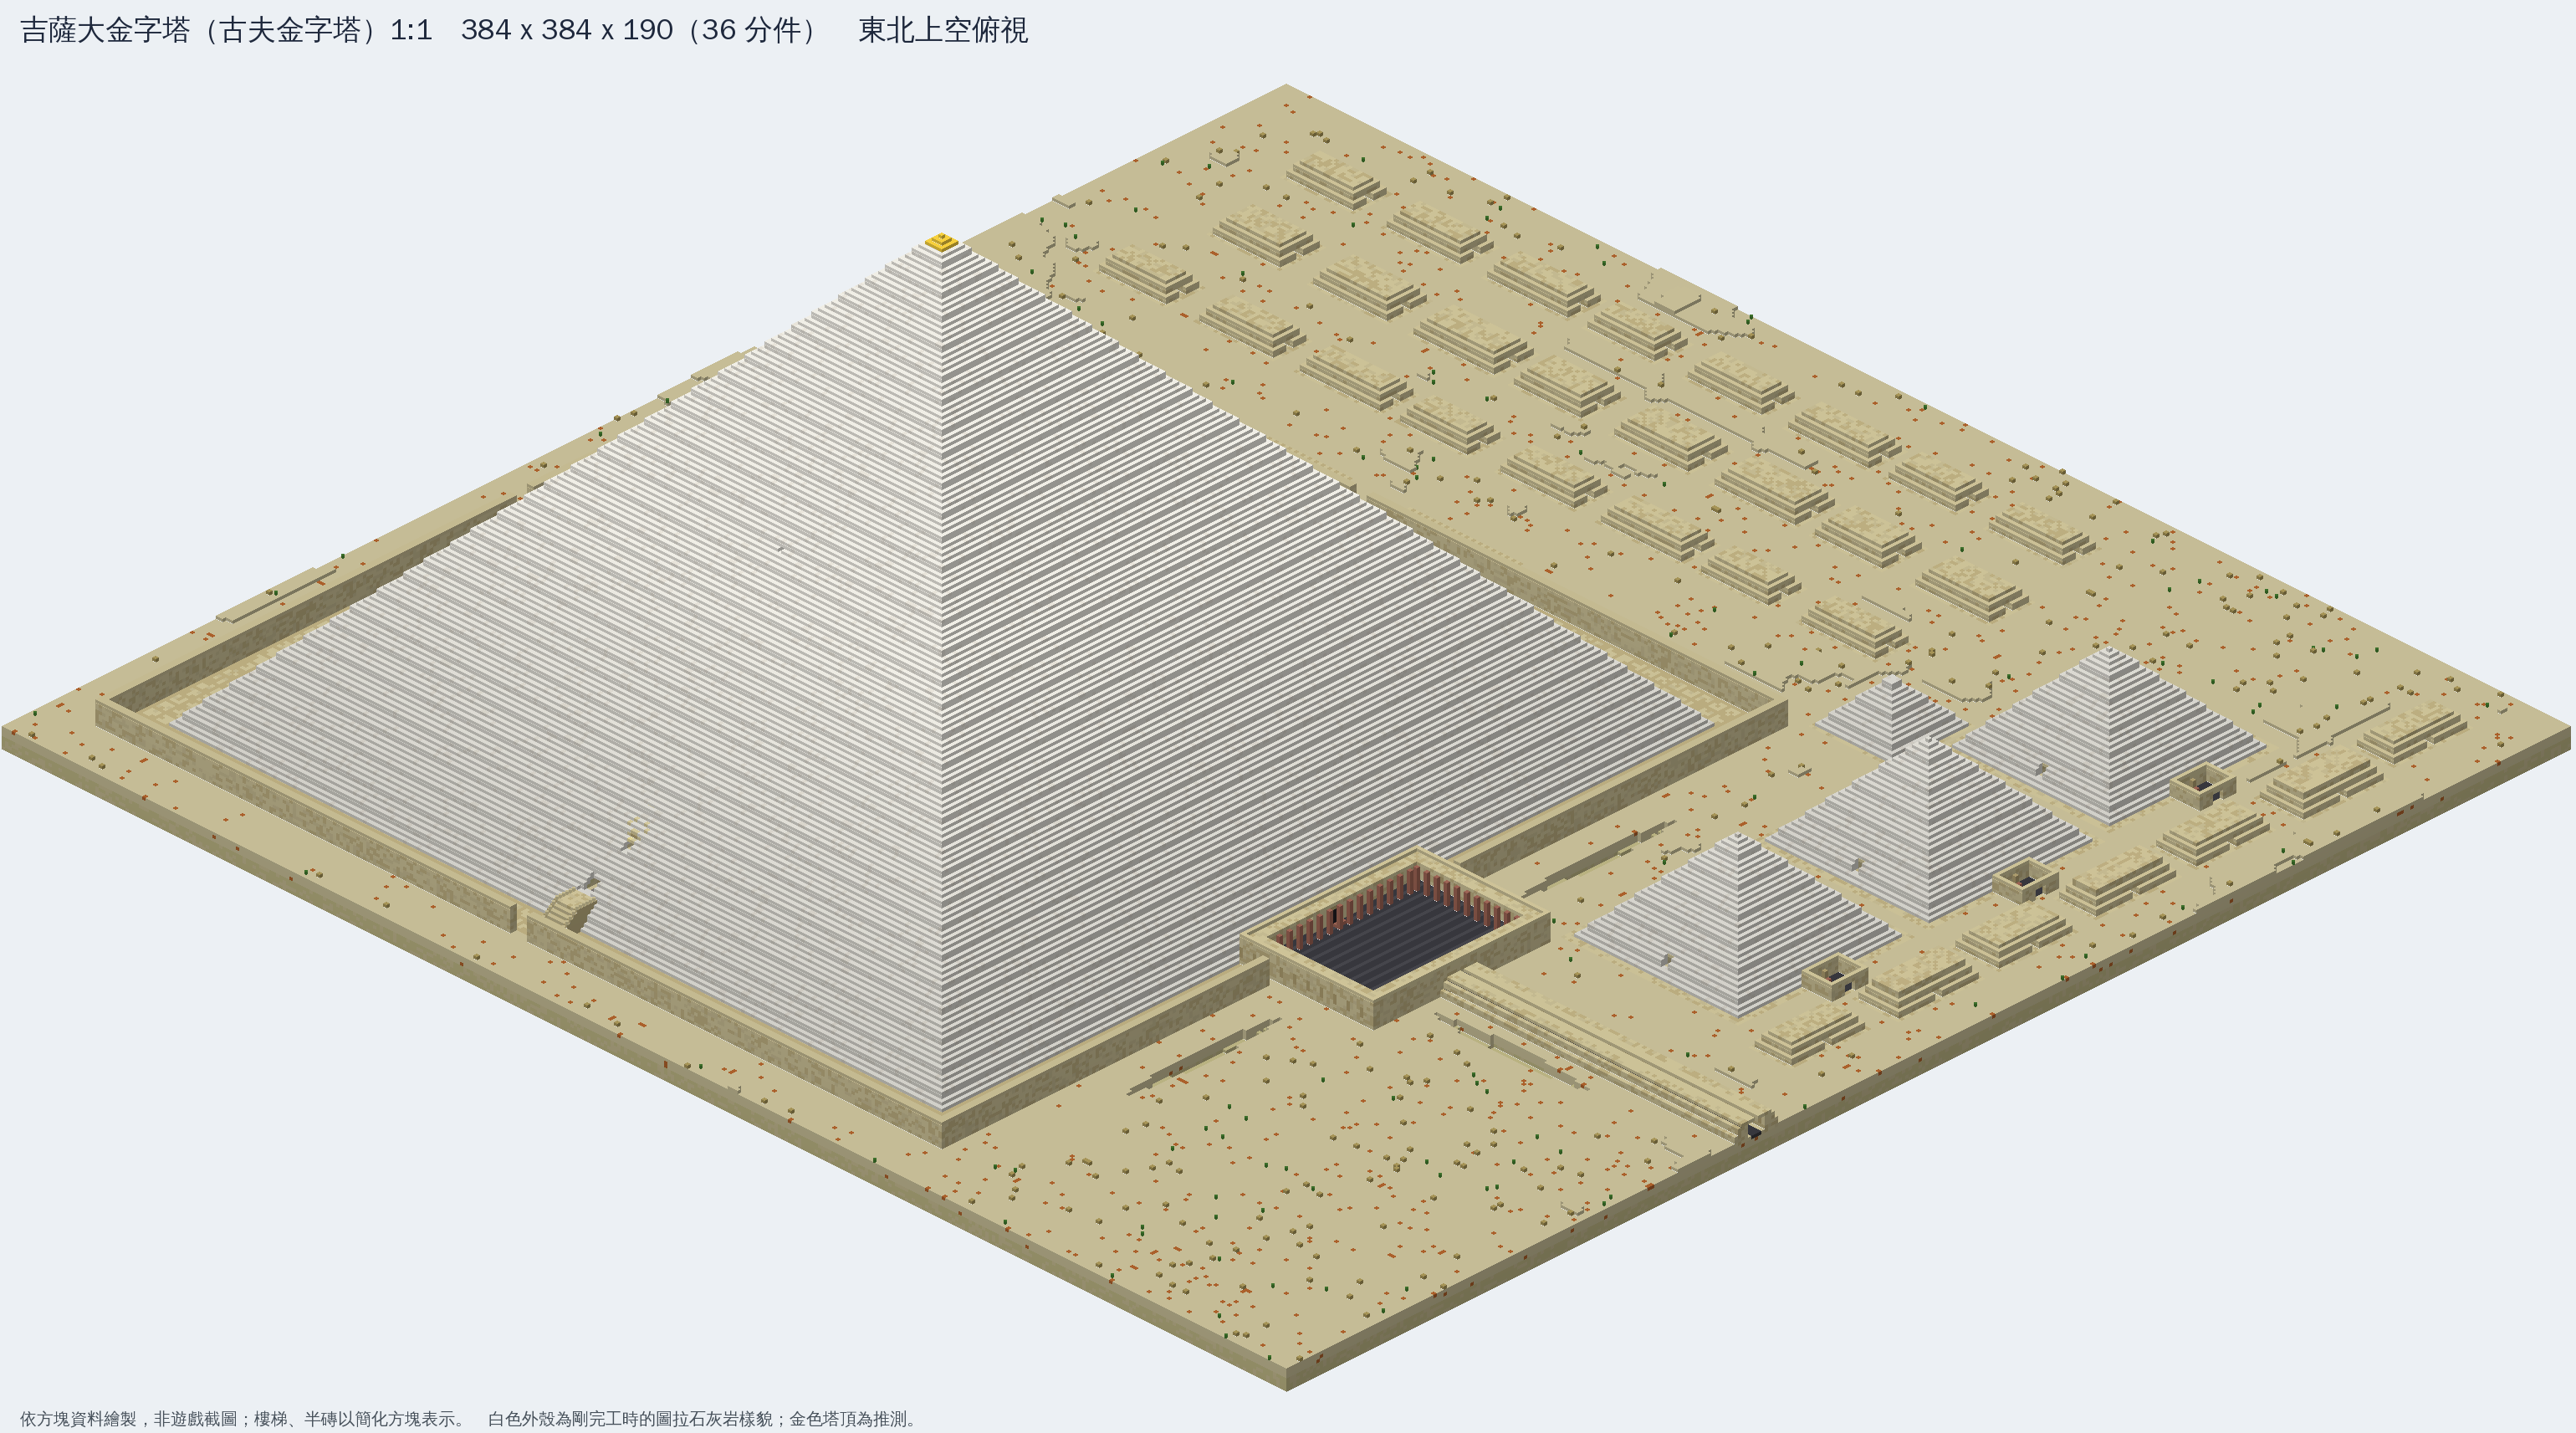 吉薩大金字塔（古夫金字塔）1:1　384 x 384 x 190（36 分件）　東北上空俯視
依方塊資料繪製，非遊戲截圖；樓梯、半磚以簡化方塊表示。　白色外殼為剛完工時的圖拉石灰岩樣貌；金色塔頂為推測。